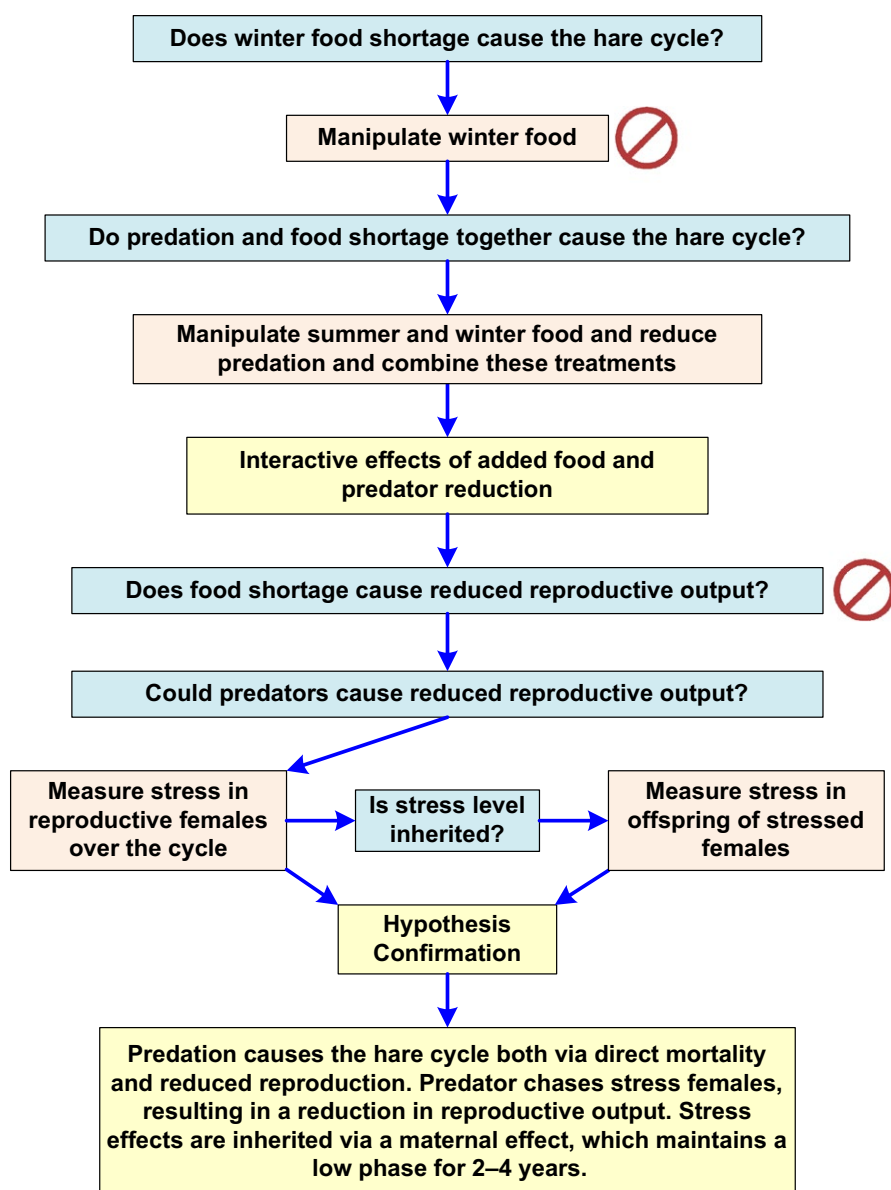 Does winter food shortage cause the hare cycle?
Manipulate winter food
Do predation and food shortage together cause the hare cycle?
Manipulate summer and winter food and reduce
predation and combine these treatments
Interactive effects of added food and
predator reduction
Does food shortage cause reduced reproductive output?
Could predators cause reduced reproductive output?
Measure stress in
reproductive females
over the cycle
Is stress level
inherited?
Measure stress in
offspring of stressed
females
Hypothesis
Confirmation
Predation causes the hare cycle both via direct mortality
and reduced reproduction. Predator chases stress females,
resulting in a reduction in reproductive output. Stress
effects are inherited via a maternal effect, which maintains a
low phase for 2–4 years.